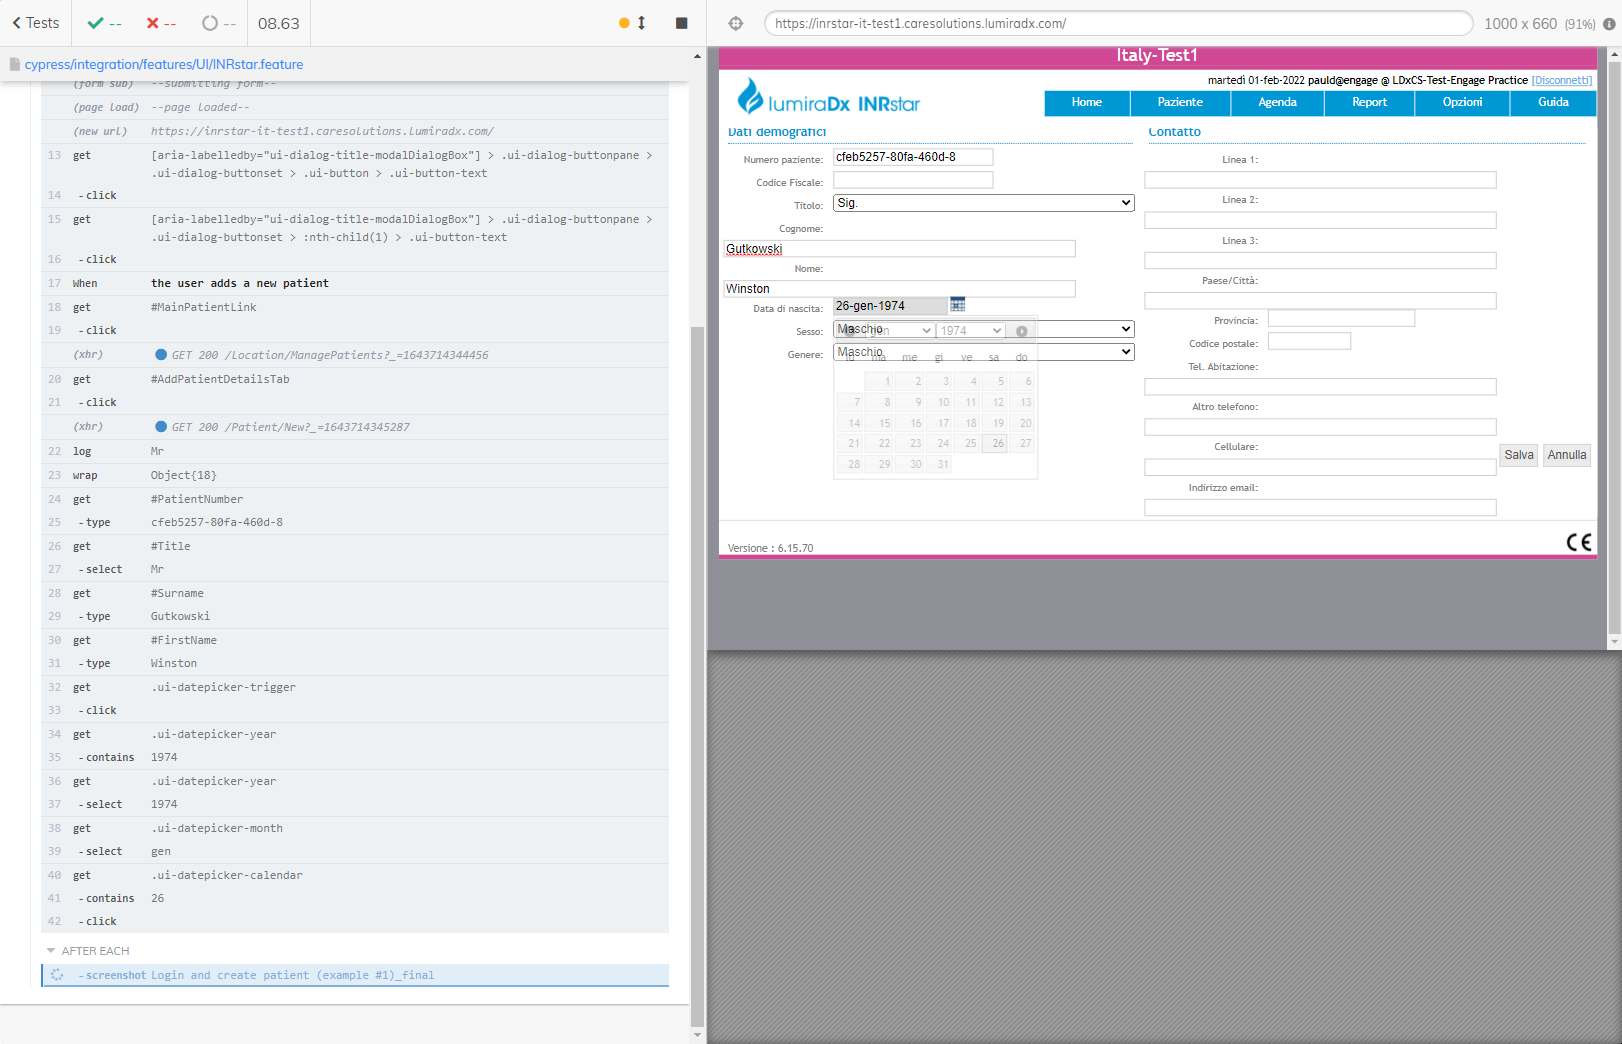 Tests
--
--
--
08.63
cypress/integration/features/UI/INRstar.feature
(form sub) --submitting form--
(page load) --page loaded--
(new url) https://inrstar-it-test1.caresolutions.lumiradx.com/
13 get [aria-labelledby="ui-dialog-title-modalDialogBox"] > .ui-dialog-buttonpane >
.ui-dialog-buttonset > .ui-button > .ui-button-text
14 -click
15 get [aria-labelledby="ui-dialog-title-modalDialogBox"] > .ui-dialog-buttonpane >
.ui-dialog-buttonset > :nth-child(1) > .ui-button-text
16 -click
17 When the user adds a new patient
18 get #MainPatientLink
19 -click
(xhr) GET 200 /Location/ManagePatients?_=1643714344456
20 get #AddPatientDetailsTab
21 -click
(xhr) GET 200 /Patient/New?_=1643714345287
22 log Mr
23 wrap Object{18}
24 get #PatientNumber
25 -type cfeb5257-80fa-460d-8
26 get #Title
27 -select Mr
28 get #Surname
29 -type Gutkowski
30 get #FirstName
31 -type Winston
32 get .ui-datepicker-trigger
33 -click
34 get .ui-datepicker-year
35 -contains 1974
36 get .ui-datepicker-year
37 -select 1974
38 get .ui-datepicker-month
39 -select gen
40 get .ui-datepicker-calendar
41 -contains 26
42 -click
AFTER EACH
-screenshot Login and create patient (example #1)_final
https://inrstar-it-test1.caresolutions.lumiradx.com/
1000 x 660 (91%)
Italy-Test1
martedì 01-feb-2022 pauld@engage @ LDxCS-Test-Engage Practice [Disconnetti]
lumiraDx INRstar
Home Paziente Agenda Report Opzioni Guida
Dati demografici
Numero paziente: cfeb5257-80fa-460d-8
Codice Fiscale:
Titolo: Sig.
Cognome:
Gutkowski
Nome:
Winston
Data di nascita: 26-gen-1974
Sesso: Maschio
gen 1974
Genere: Maschio
lu ma me gi ve sa do
1 2 3 4 5 6
7 8 9 10 11 12 13
14 15 16 17 18 19 20
21 22 23 24 25 26 27
28 29 30 31
Contatto
Linea 1:
Linea 2:
Linea 3:
Paese/Città:
Provincia:
Codice postale:
Tel. Abitazione:
Altro telefono:
Cellulare:
Indirizzo email:
Salva Annulla
Versione : 6.15.70
CE